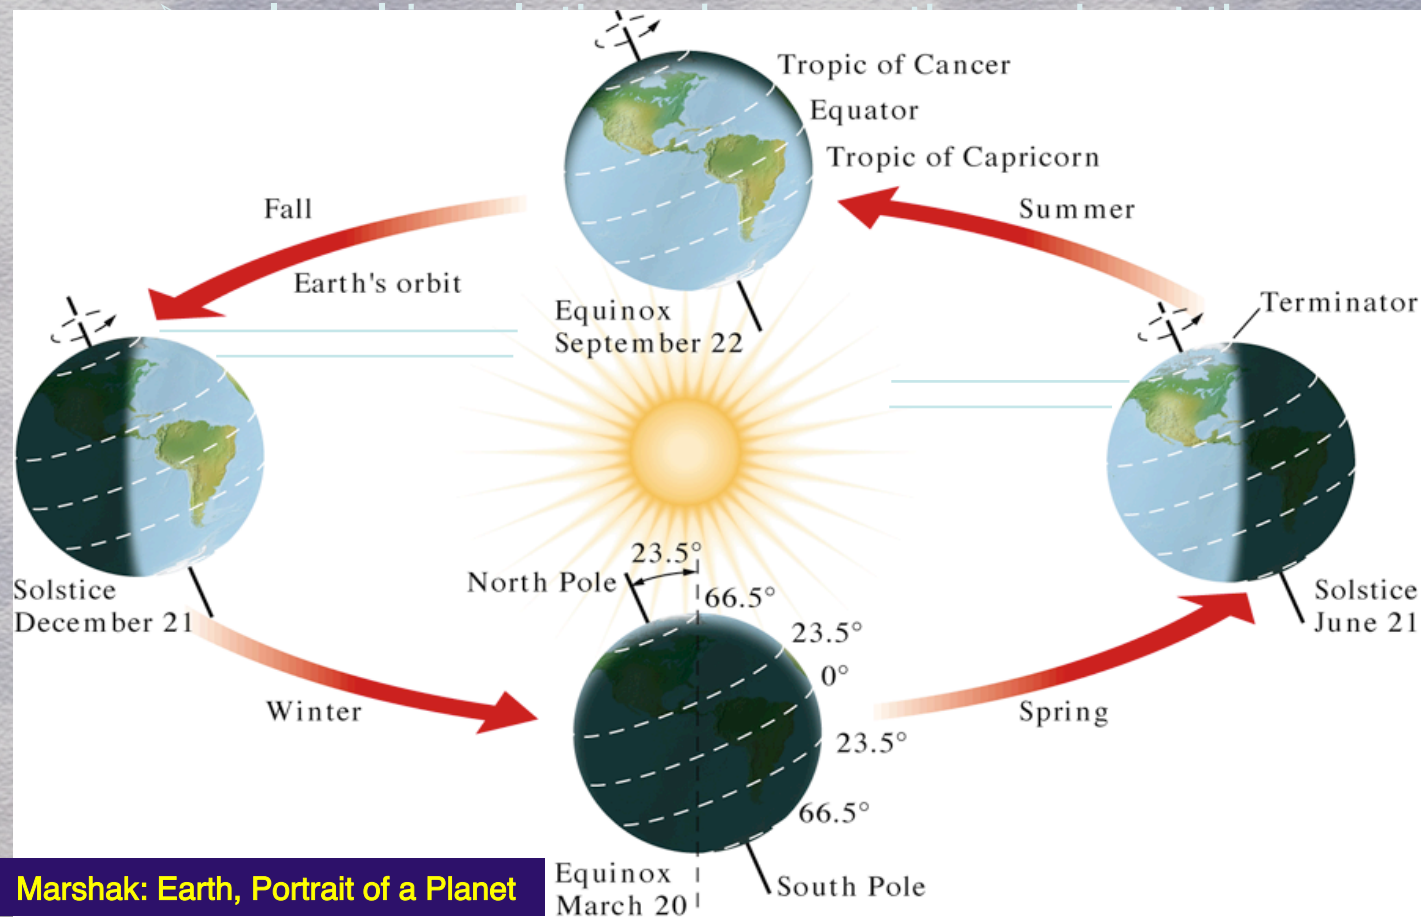 Tropic of Cancer
Equator
Tropic of Capricorn
Fall
Summer
Earth's orbit
Equinox
September 22
Terminator
Solstice
December 21
Solstice
June 21
23.5°
North Pole
66.5°
23.5°
0°
23.5°
66.5°
Winter
Spring
Equinox
March 20
South Pole
Marshak: Earth, Portrait of a Planet